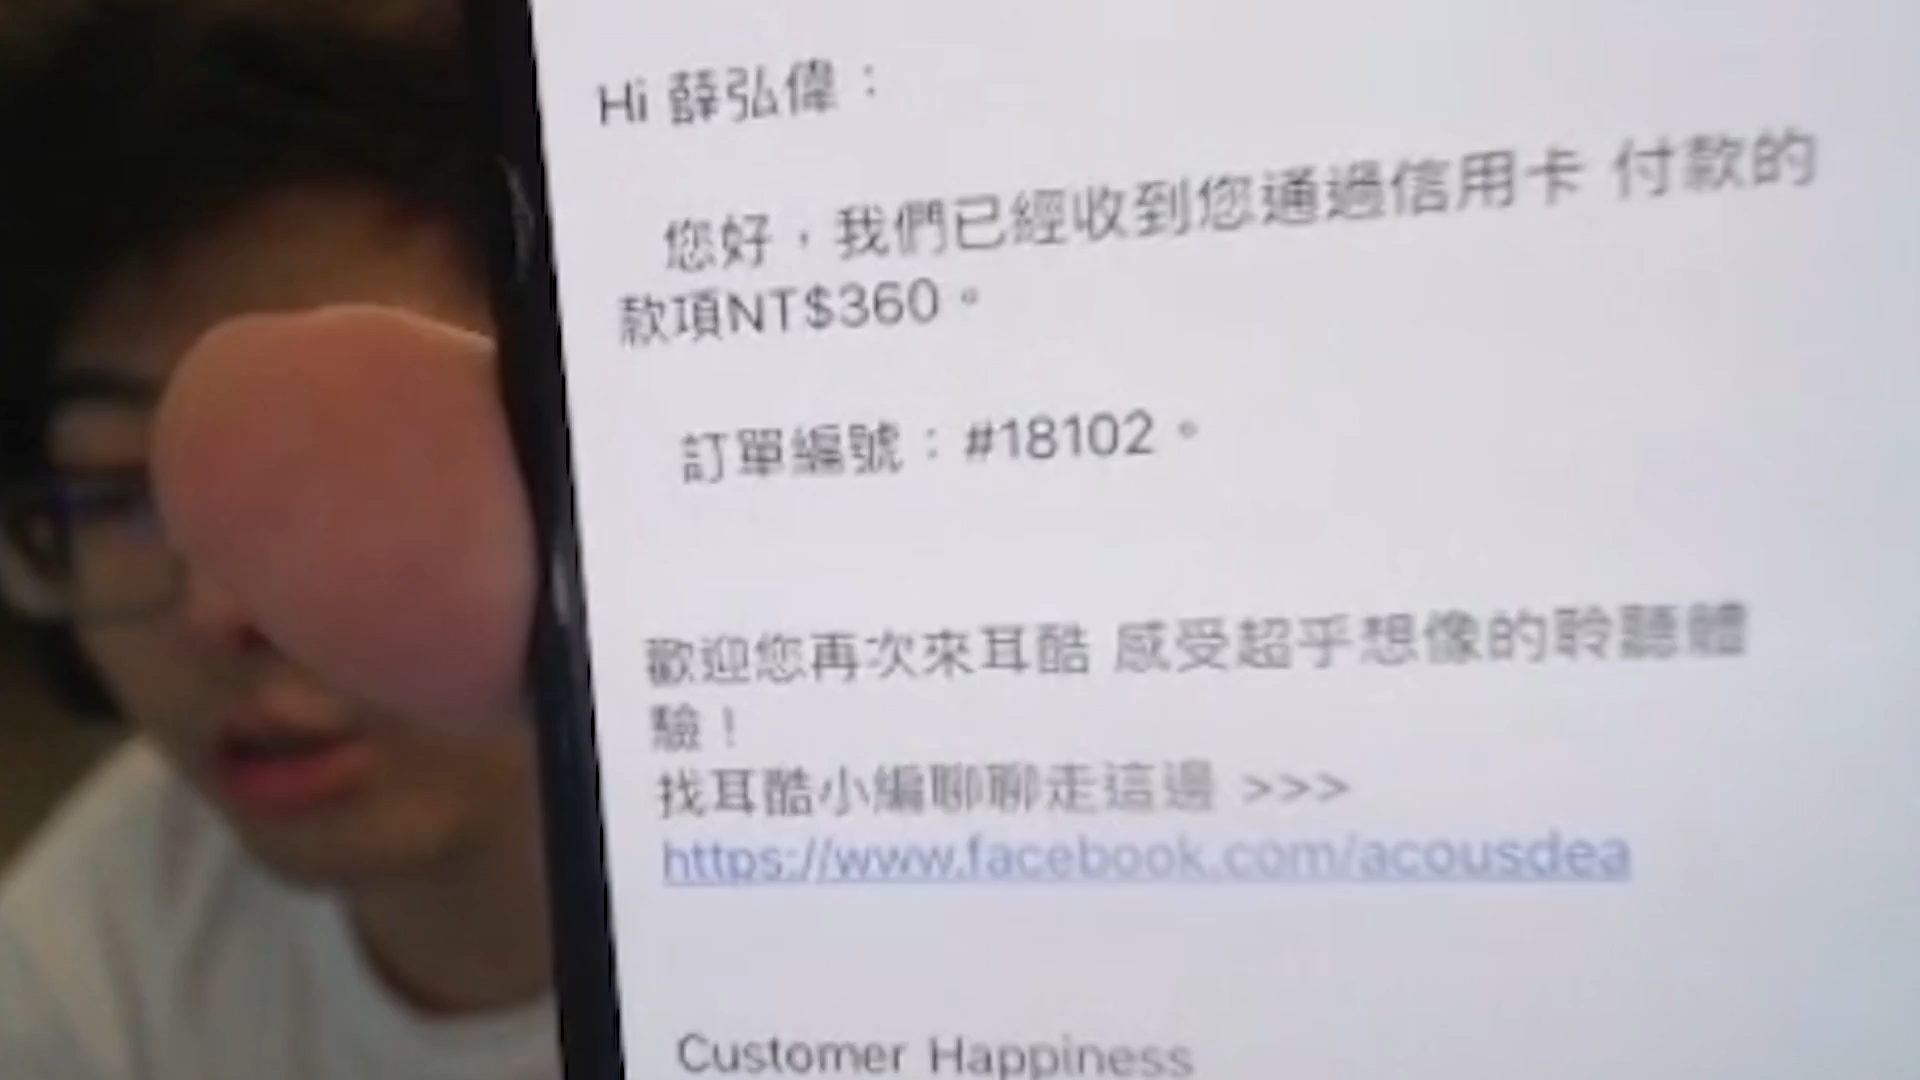 Hi 薛弘偉：
您好，我們已經收到您通過信用卡 付款的
款項NT$360。
訂單編號：#18102。
歡迎您再次來耳酷 感受超乎想像的聆聽體
驗！
找耳酷小編聊聊走這邊 >>>
https://www.facebook.com/acousdea
Customer Happiness